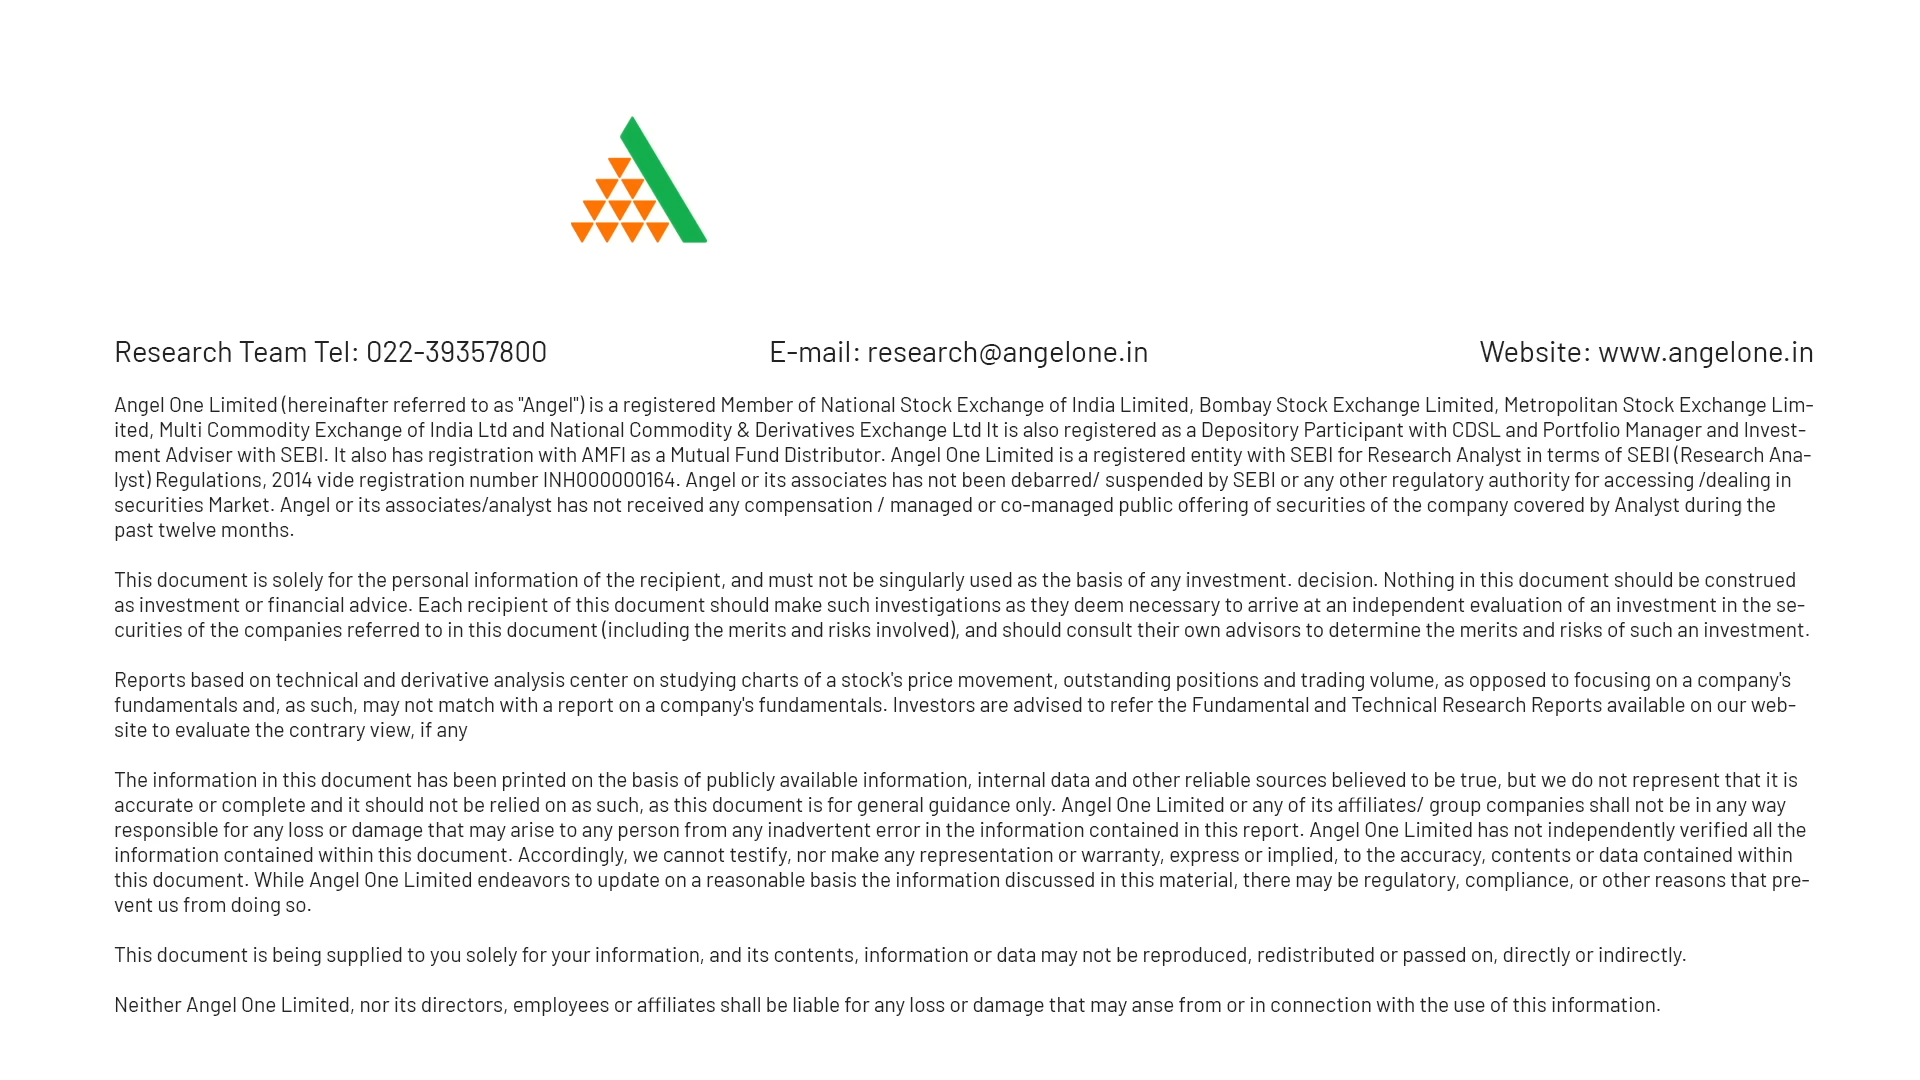 Research Team Tel: 022-39357800 E-mail: research@angelone.in Website: www.angelone.in
Angel One Limited (hereinafter referred to as "Angel") is a registered Member of National Stock Exchange of India Limited, Bombay Stock Exchange Limited, Metropolitan Stock Exchange Lim-
ited, Multi Commodity Exchange of India Ltd and National Commodity & Derivatives Exchange Ltd It is also registered as a Depository Participant with CDSL and Portfolio Manager and Invest-
ment Adviser with SEBI. It also has registration with AMFI as a Mutual Fund Distributor. Angel One Limited is a registered entity with SEBI for Research Analyst in terms of SEBI (Research Ana-
lyst) Regulations, 2014 vide registration number INH000000164. Angel or its associates has not been debarred/ suspended by SEBI or any other regulatory authority for accessing /dealing in
securities Market. Angel or its associates/analyst has not received any compensation / managed or co-managed public offering of securities of the company covered by Analyst during the
past twelve months.
This document is solely for the personal information of the recipient, and must not be singularly used as the basis of any investment. decision. Nothing in this document should be construed
as investment or financial advice. Each recipient of this document should make such investigations as they deem necessary to arrive at an independent evaluation of an investment in the se-
curities of the companies referred to in this document (including the merits and risks involved), and should consult their own advisors to determine the merits and risks of such an investment.
Reports based on technical and derivative analysis center on studying charts of a stock's price movement, outstanding positions and trading volume, as opposed to focusing on a company's
fundamentals and, as such, may not match with a report on a company's fundamentals. Investors are advised to refer the Fundamental and Technical Research Reports available on our web-
site to evaluate the contrary view, if any
The information in this document has been printed on the basis of publicly available information, internal data and other reliable sources believed to be true, but we do not represent that it is
accurate or complete and it should not be relied on as such, as this document is for general guidance only. Angel One Limited or any of its affiliates/ group companies shall not be in any way
responsible for any loss or damage that may arise to any person from any inadvertent error in the information contained in this report. Angel One Limited has not independently verified all the
information contained within this document. Accordingly, we cannot testify, nor make any representation or warranty, express or implied, to the accuracy, contents or data contained within
this document. While Angel One Limited endeavors to update on a reasonable basis the information discussed in this material, there may be regulatory, compliance, or other reasons that pre-
vent us from doing so.
This document is being supplied to you solely for your information, and its contents, information or data may not be reproduced, redistributed or passed on, directly or indirectly.
Neither Angel One Limited, nor its directors, employees or affiliates shall be liable for any loss or damage that may anse from or in connection with the use of this information.